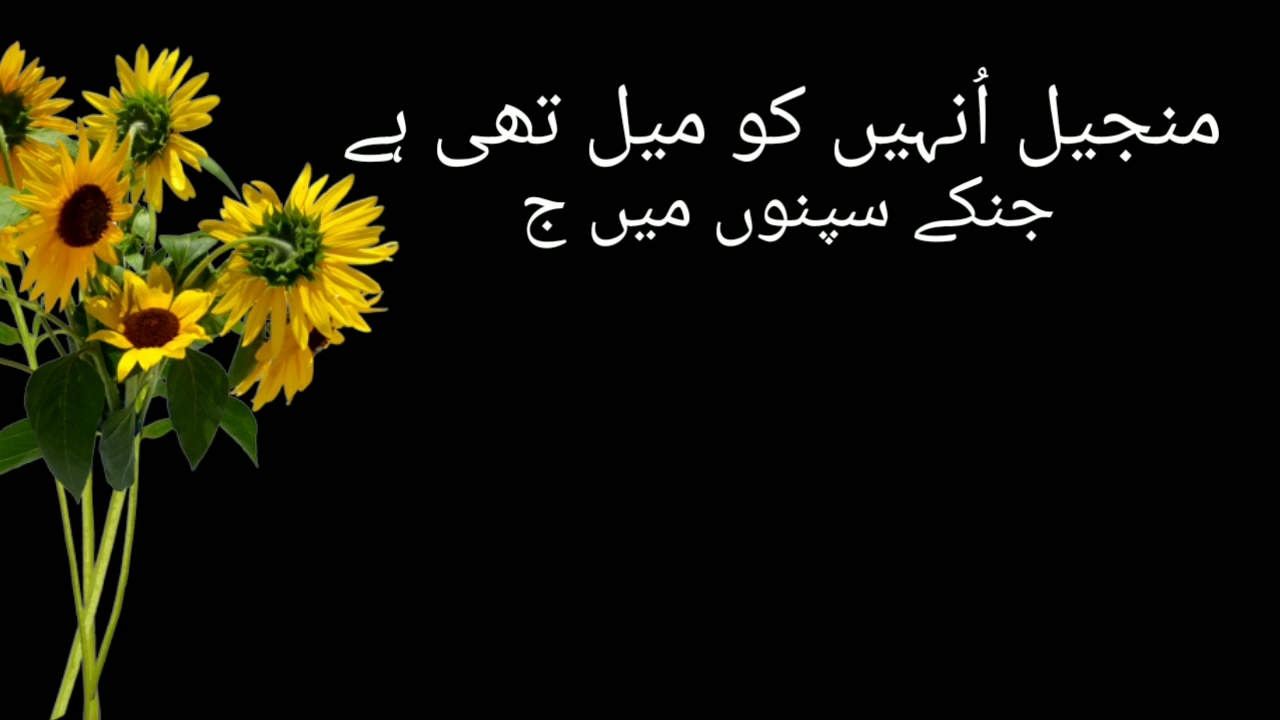 منجیل اُنہیں کو میل تھی ہے
جنکے سپنوں میں ج